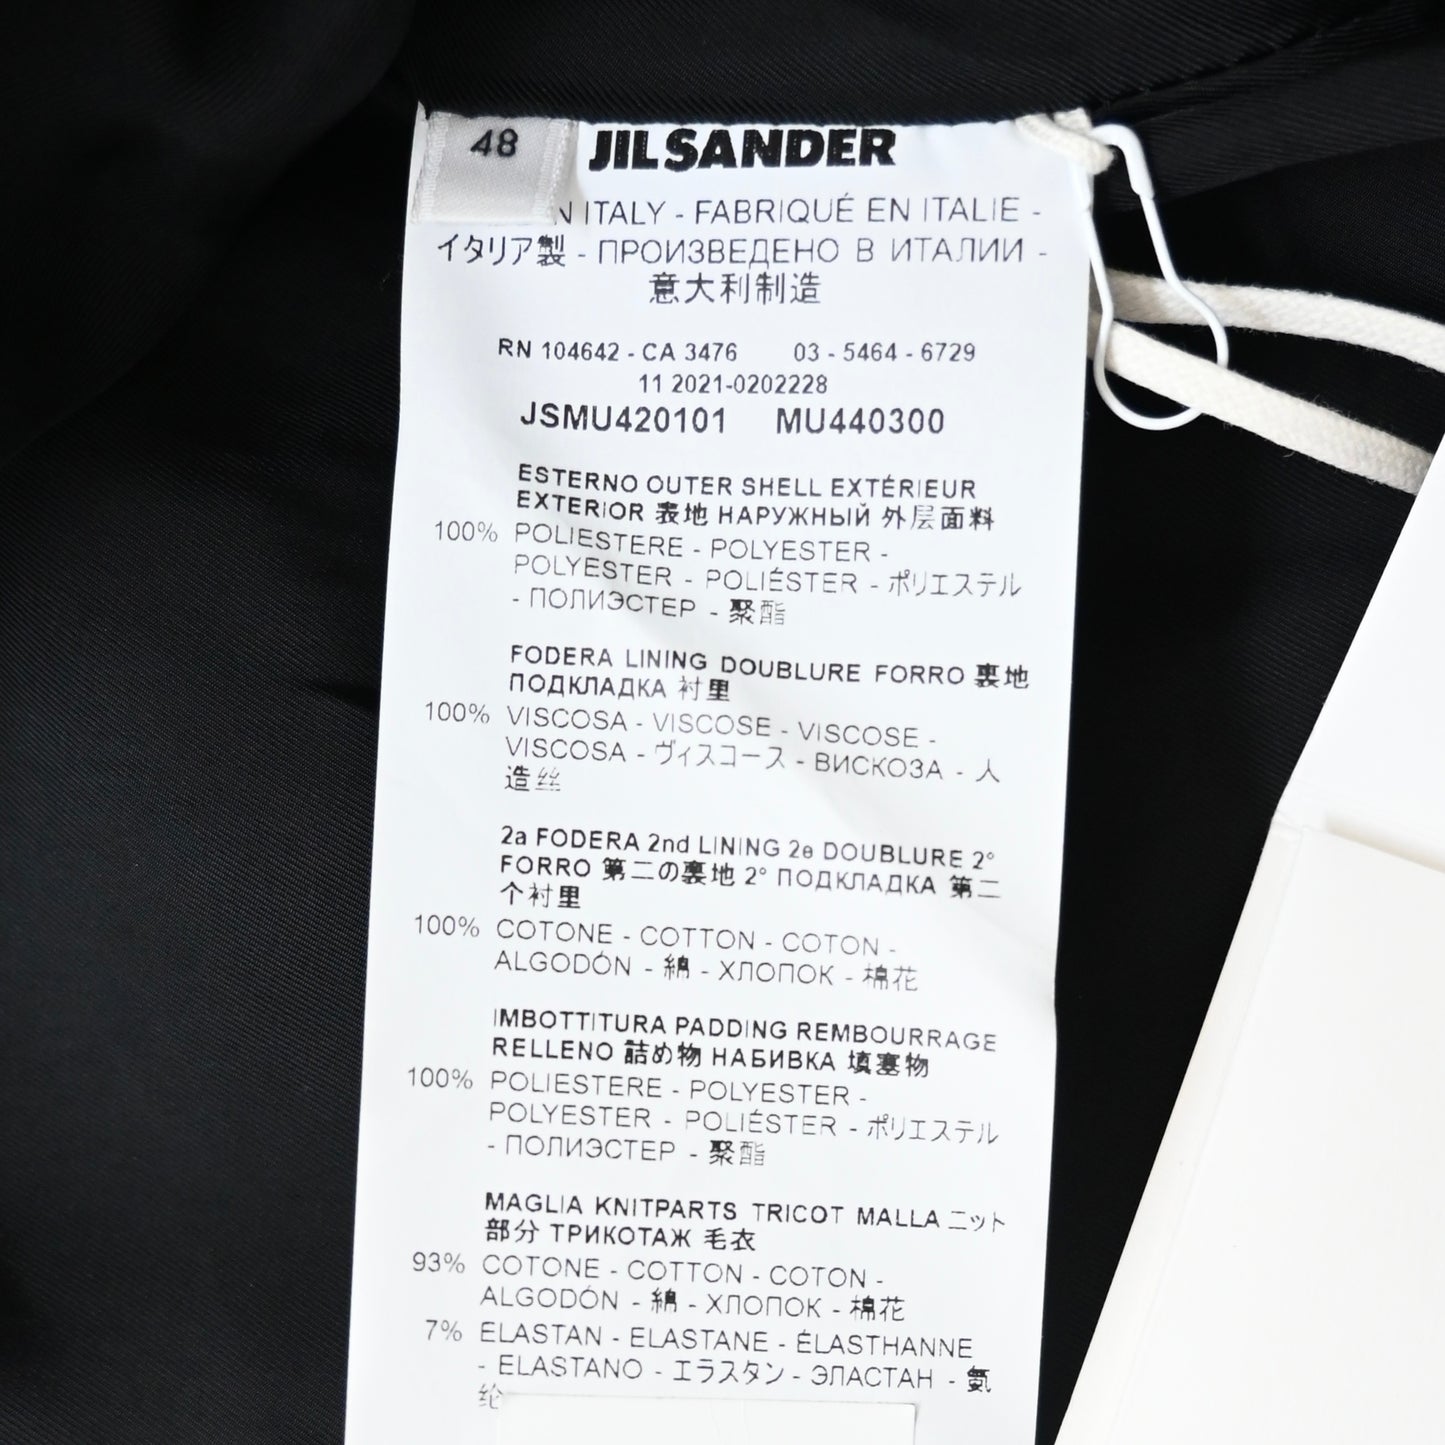 48
JIL SANDER
N ITALY - FABRIQUÉ EN ITALIE -
イタリア製 - ПРОИЗВЕДЕНО В ИТАЛИИ -
意大利制造
RN 104642 - CA 3476 03 - 5464 - 6729
11 2021-0202228
JSMU420101 MU440300
ESTERNO OUTER SHELL EXTÉRIEUR
EXTERIOR 表地 НАРУЖНЫЙ 外层面料
100% POLIESTERE - POLYESTER -
POLYESTER - POLIÉSTER - ポリエステル
- ПОЛИЭСТЕР - 聚酯
FODERA LINING DOUBLURE FORRO 裏地
ПОДКЛАДКА 衬里
100% VISCOSA - VISCOSE - VISCOSE -
VISCOSA - ヴィスコース - ВИСКОЗА - 人
造丝
2a FODERA 2nd LINING 2e DOUBLURE 2°
FORRO 第二の裏地 2° ПОДКЛАДКА 第二
个衬里
100% COTONE - COTTON - COTON -
ALGODÓN - 綿 - ХЛОПОК - 棉花
IMBOTTITURA PADDING REMBOURRAGE
RELLENO 詰め物 НАБИВКА 填塞物
100% POLIESTERE - POLYESTER -
POLYESTER - POLIÉSTER - ポリエステル
- ПОЛИЭСТЕР - 聚酯
MAGLIA KNITPARTS TRICOT MALLA ニット
部分 ТРИКОТАЖ 毛衣
93% COTONE - COTTON - COTON -
ALGODÓN - 綿 - ХЛОПОК - 棉花
7% ELASTAN - ELASTANE - ÉLASTHANNE
- ELASTANO - エラスタン - ЭЛАСТАН - 氨
纶